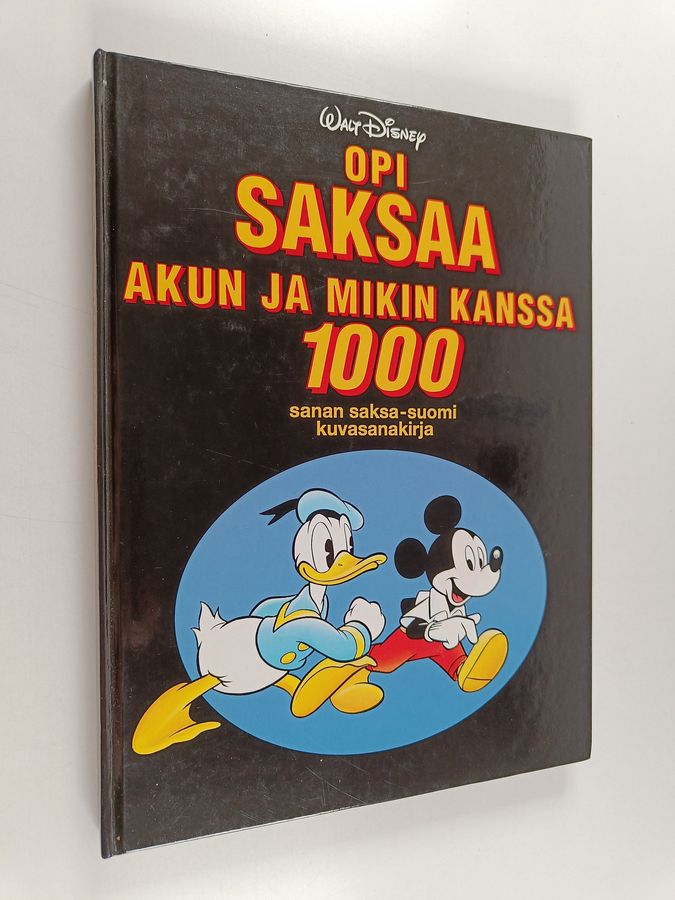 Walt Disney
OPI
SAKSAA
AKUN JA MIKIN KANSSA
1000
sanan saksa-suomi
kuvasanakirja